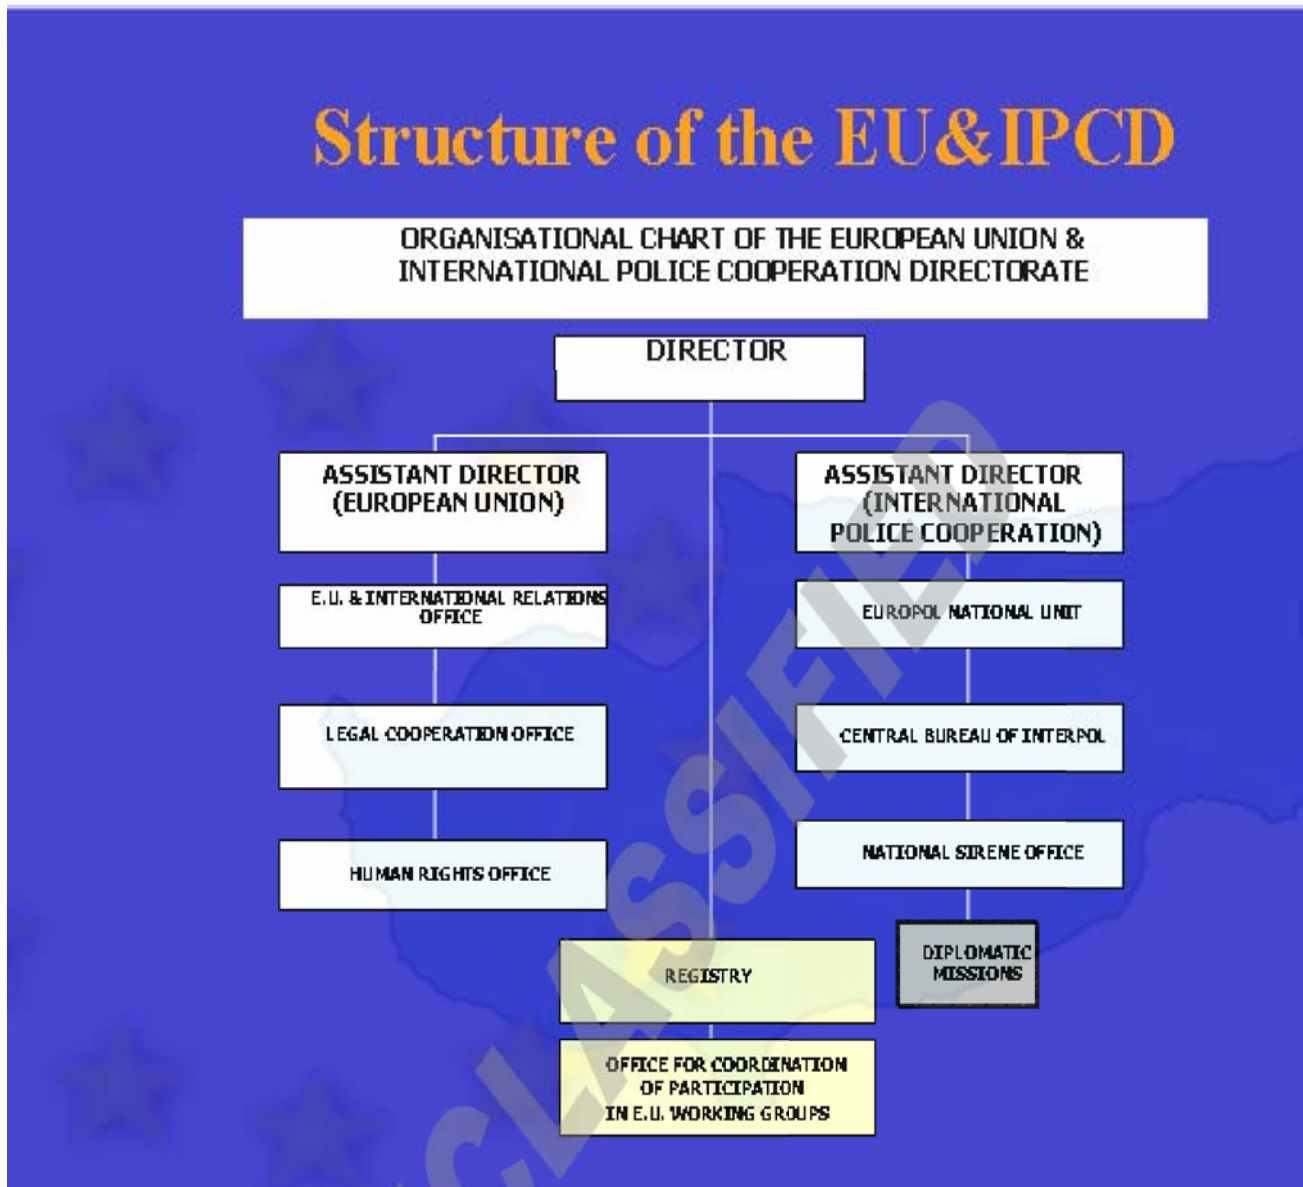 Structure of the EU&IPCD
ORGANISATIONAL CHART OF THE EUROPEAN UNION &
INTERNATIONAL POLICE COOPERATION DIRECTORATE
DIRECTOR
ASSISTANT DIRECTOR
(EUROPEAN UNION)
ASSISTANT DIRECTOR
(INTERNATIONAL
POLICE COOPERATION)
E.U. & INTERNATIONAL RELATIONS
OFFICE
EUROPOL NATIONAL UNIT
LEGAL COOPERATION OFFICE
CENTRAL BUREAU OF INTERPOL
HUMAN RIGHTS OFFICE
NATIONAL SIRENE OFFICE
DIPLOMATIC
MISSIONS
REGISTRY
OFFICE FOR COORDINATION
OF PARTICIPATION
IN E.U. WORKING GROUPS
CLASSIFIED